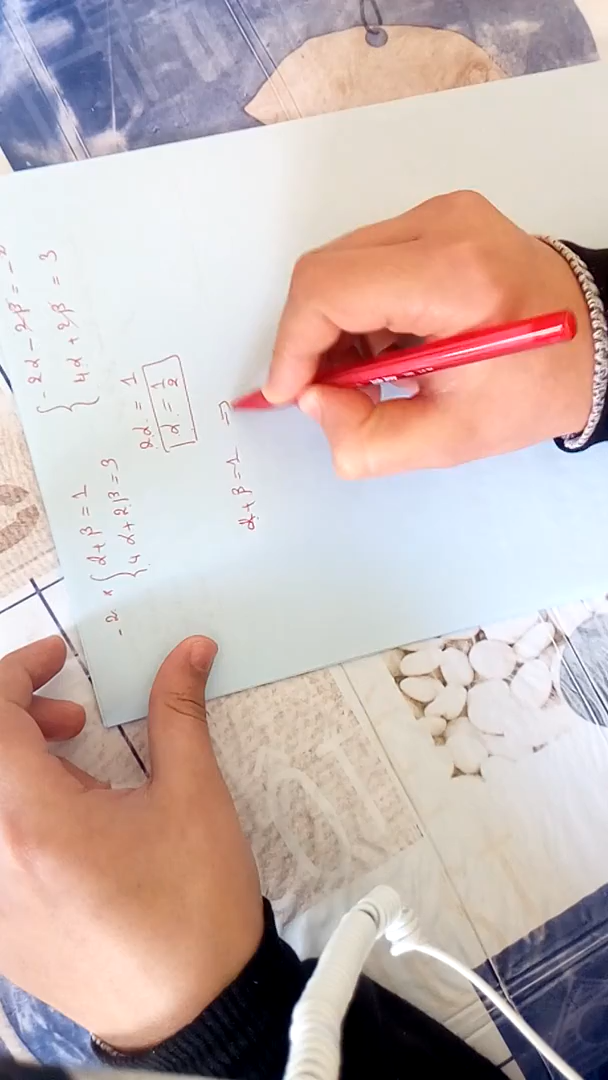 -2 × { α + β = 1
4α + 2β = 3
{ -2α - 2β = -2
4α + 2β = 3
2α = 1
α = 1/2
α + β = 1 ⇒